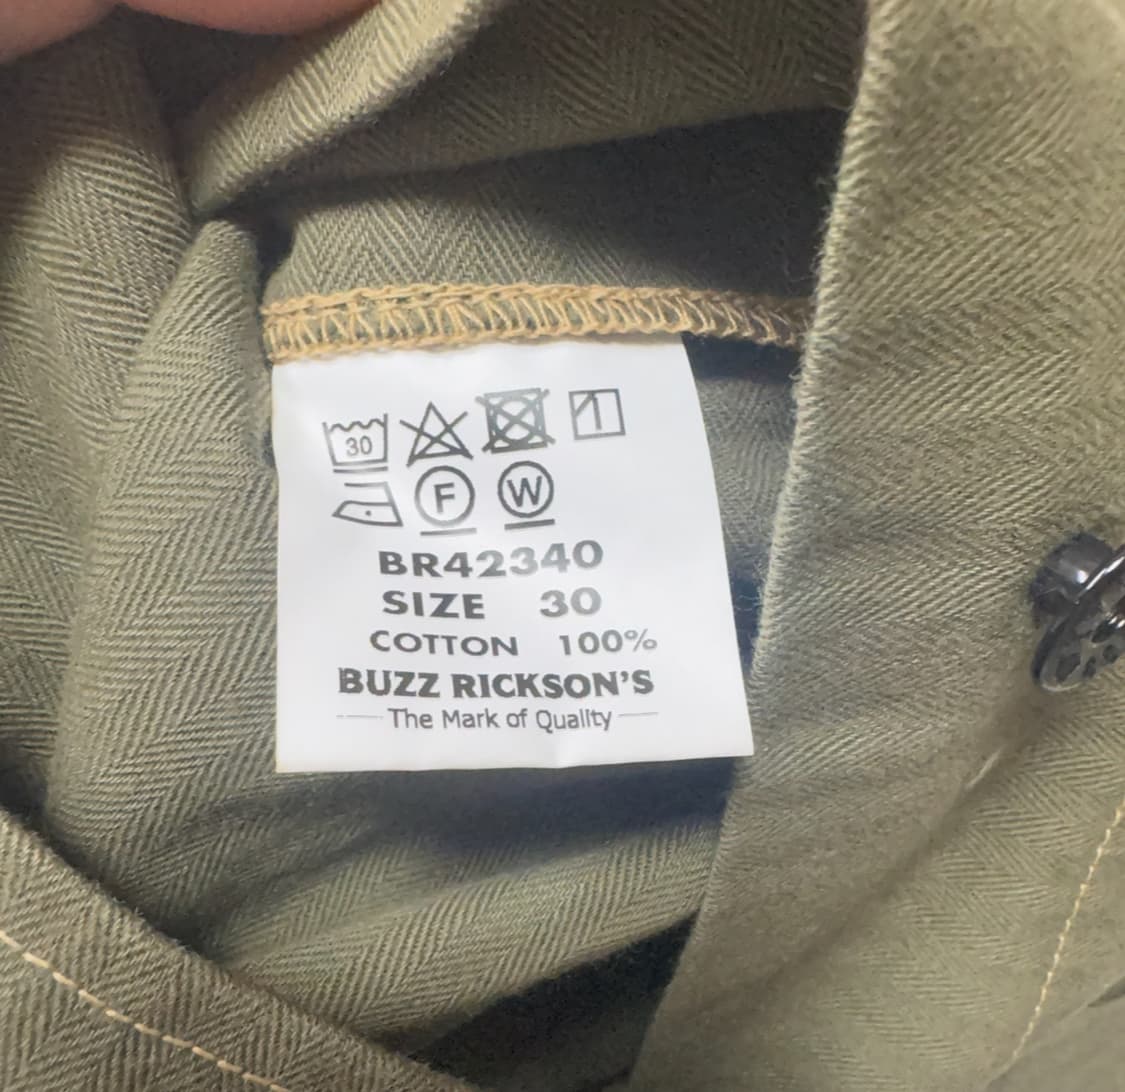 30
F W
BR42340
SIZE 30
COTTON 100%
BUZZ RICKSON'S
The Mark of Quality